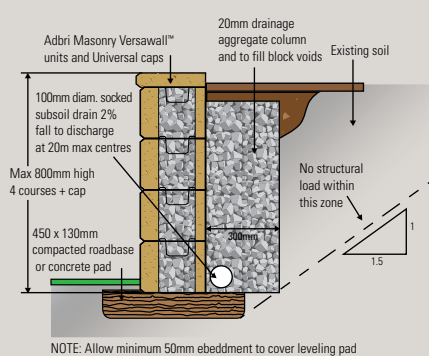 20mm drainage
aggregate column
and to fill block voids
Adbri Masonry Versawall™
units and Universal caps
Existing soil
100mm diam. socked
subsoil drain 2%
fall to discharge
at 20m max centres
Max 800mm high
4 courses + cap
No structural
load within
this zone
450 x 130mm
compacted roadbase
or concrete pad
300mm
1
1.5
NOTE: Allow minimum 50mm ebeddment to cover leveling pad